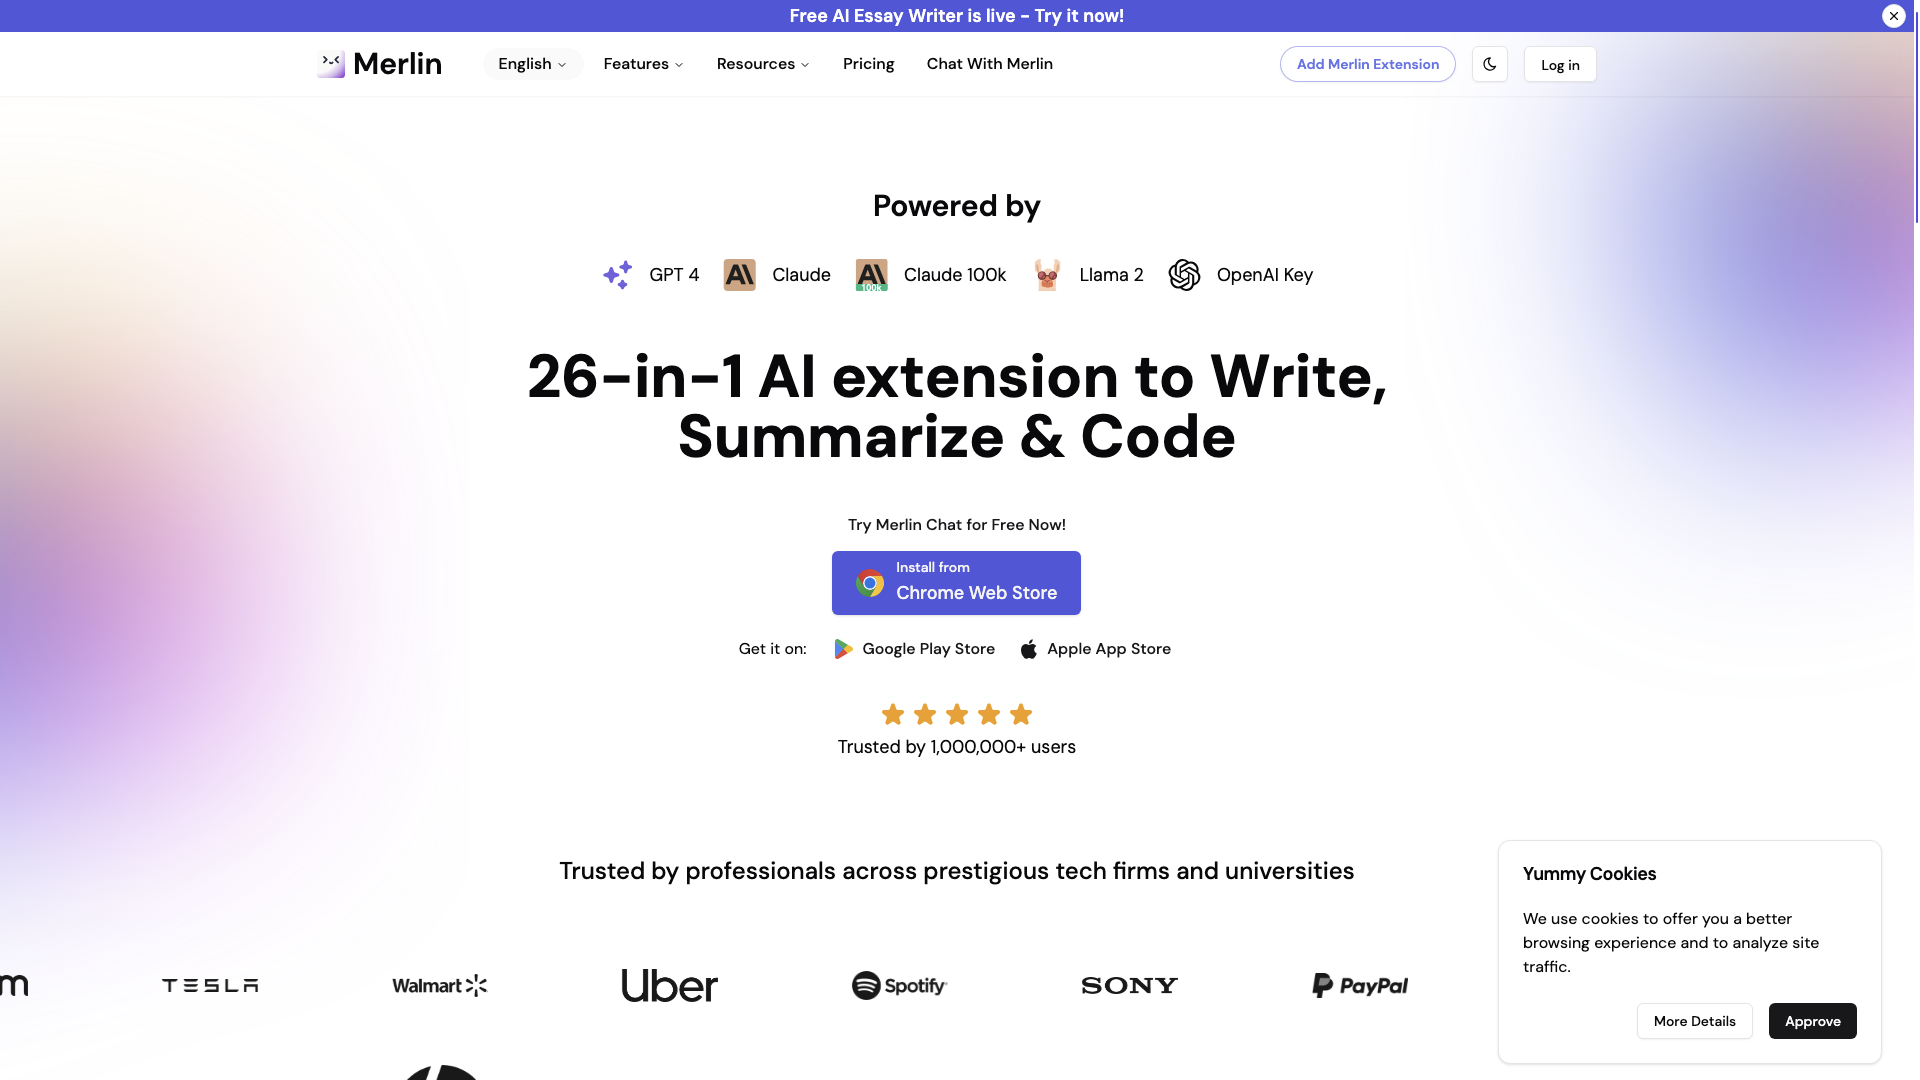 Free AI Essay Writer is live - Try it now!
Merlin
English
Features
Resources
Pricing
Chat With Merlin
Add Merlin Extension
Log in
Powered by
GPT 4
Claude
100k
Claude 100k
Llama 2
OpenAI Key
26-in-1 AI extension to Write,
Summarize & Code
Try Merlin Chat for Free Now!
Install from
Chrome Web Store
Get it on:
Google Play Store
Apple App Store
Trusted by 1,000,000+ users
Trusted by professionals across prestigious tech firms and universities
m
TESLA
Walmart
Uber
Spotify
SONY
PayPal
Yummy Cookies
We use cookies to offer you a better
browsing experience and to analyze site
traffic.
More Details
Approve